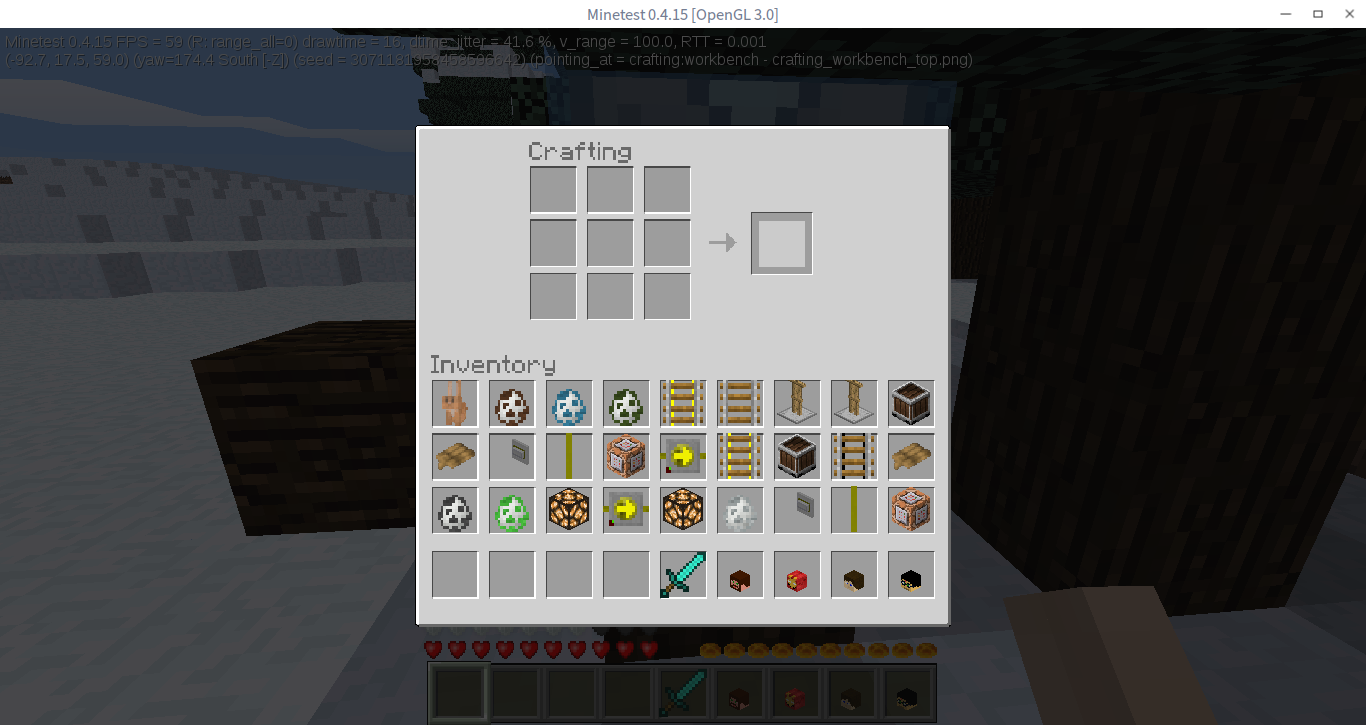 Minetest 0.4.15 [OpenGL 3.0]
Minetest 0.4.15 FPS = 59 (P: range_all=0) drawtime = 16, dtime_jitter = 41.6 %, v_range = 100.0, RTT = 0.001
(-92.7, 17.5, 59.0) (yaw=174.4 South [-Z]) (seed = (pointing_at = crafting:workbench - crafting_workbench_top.png)
Crafting
Inventory